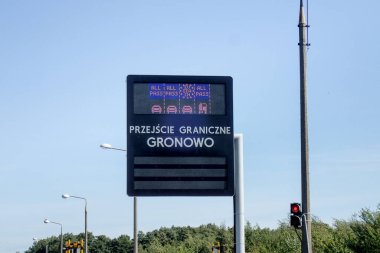 ALL ALL ALL
PASS PASS PASS
PRZEJŚCIE GRANICZNE
GRONOWO